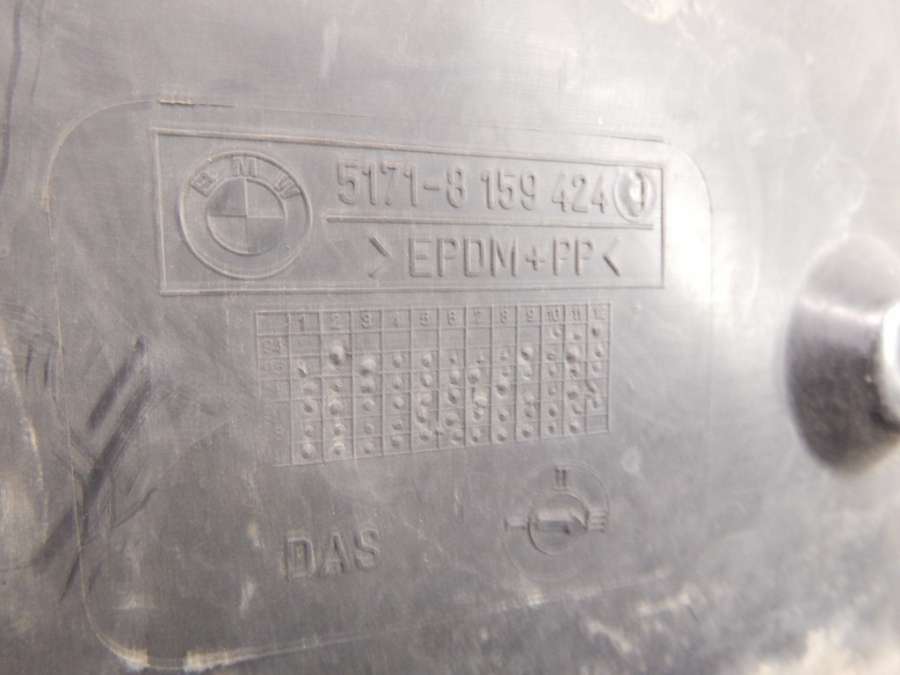 BMW
5171-8 159 424
>EPDM+PP<
1 2 3 4 5 6 7 8 9 10 11 12
DAS